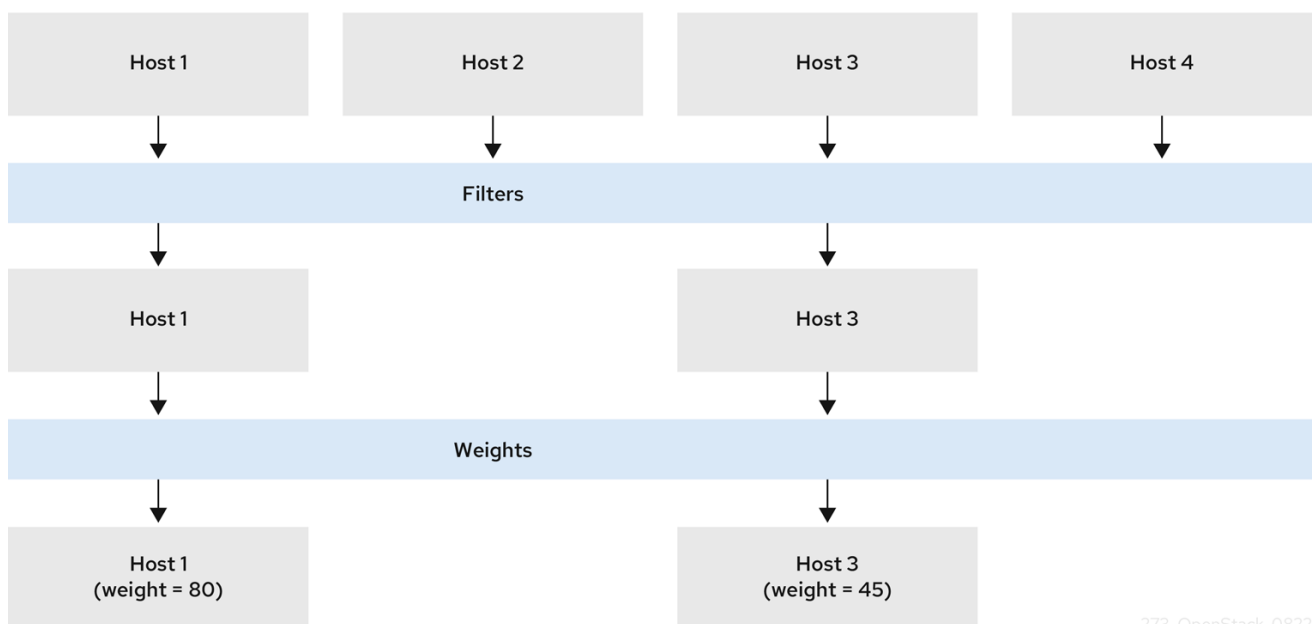 Host 1
Host 2
Host 3
Host 4
Filters
Host 1
Host 3
Weights
Host 1
(weight = 80)
Host 3
(weight = 45)
273_OpenStack_0822